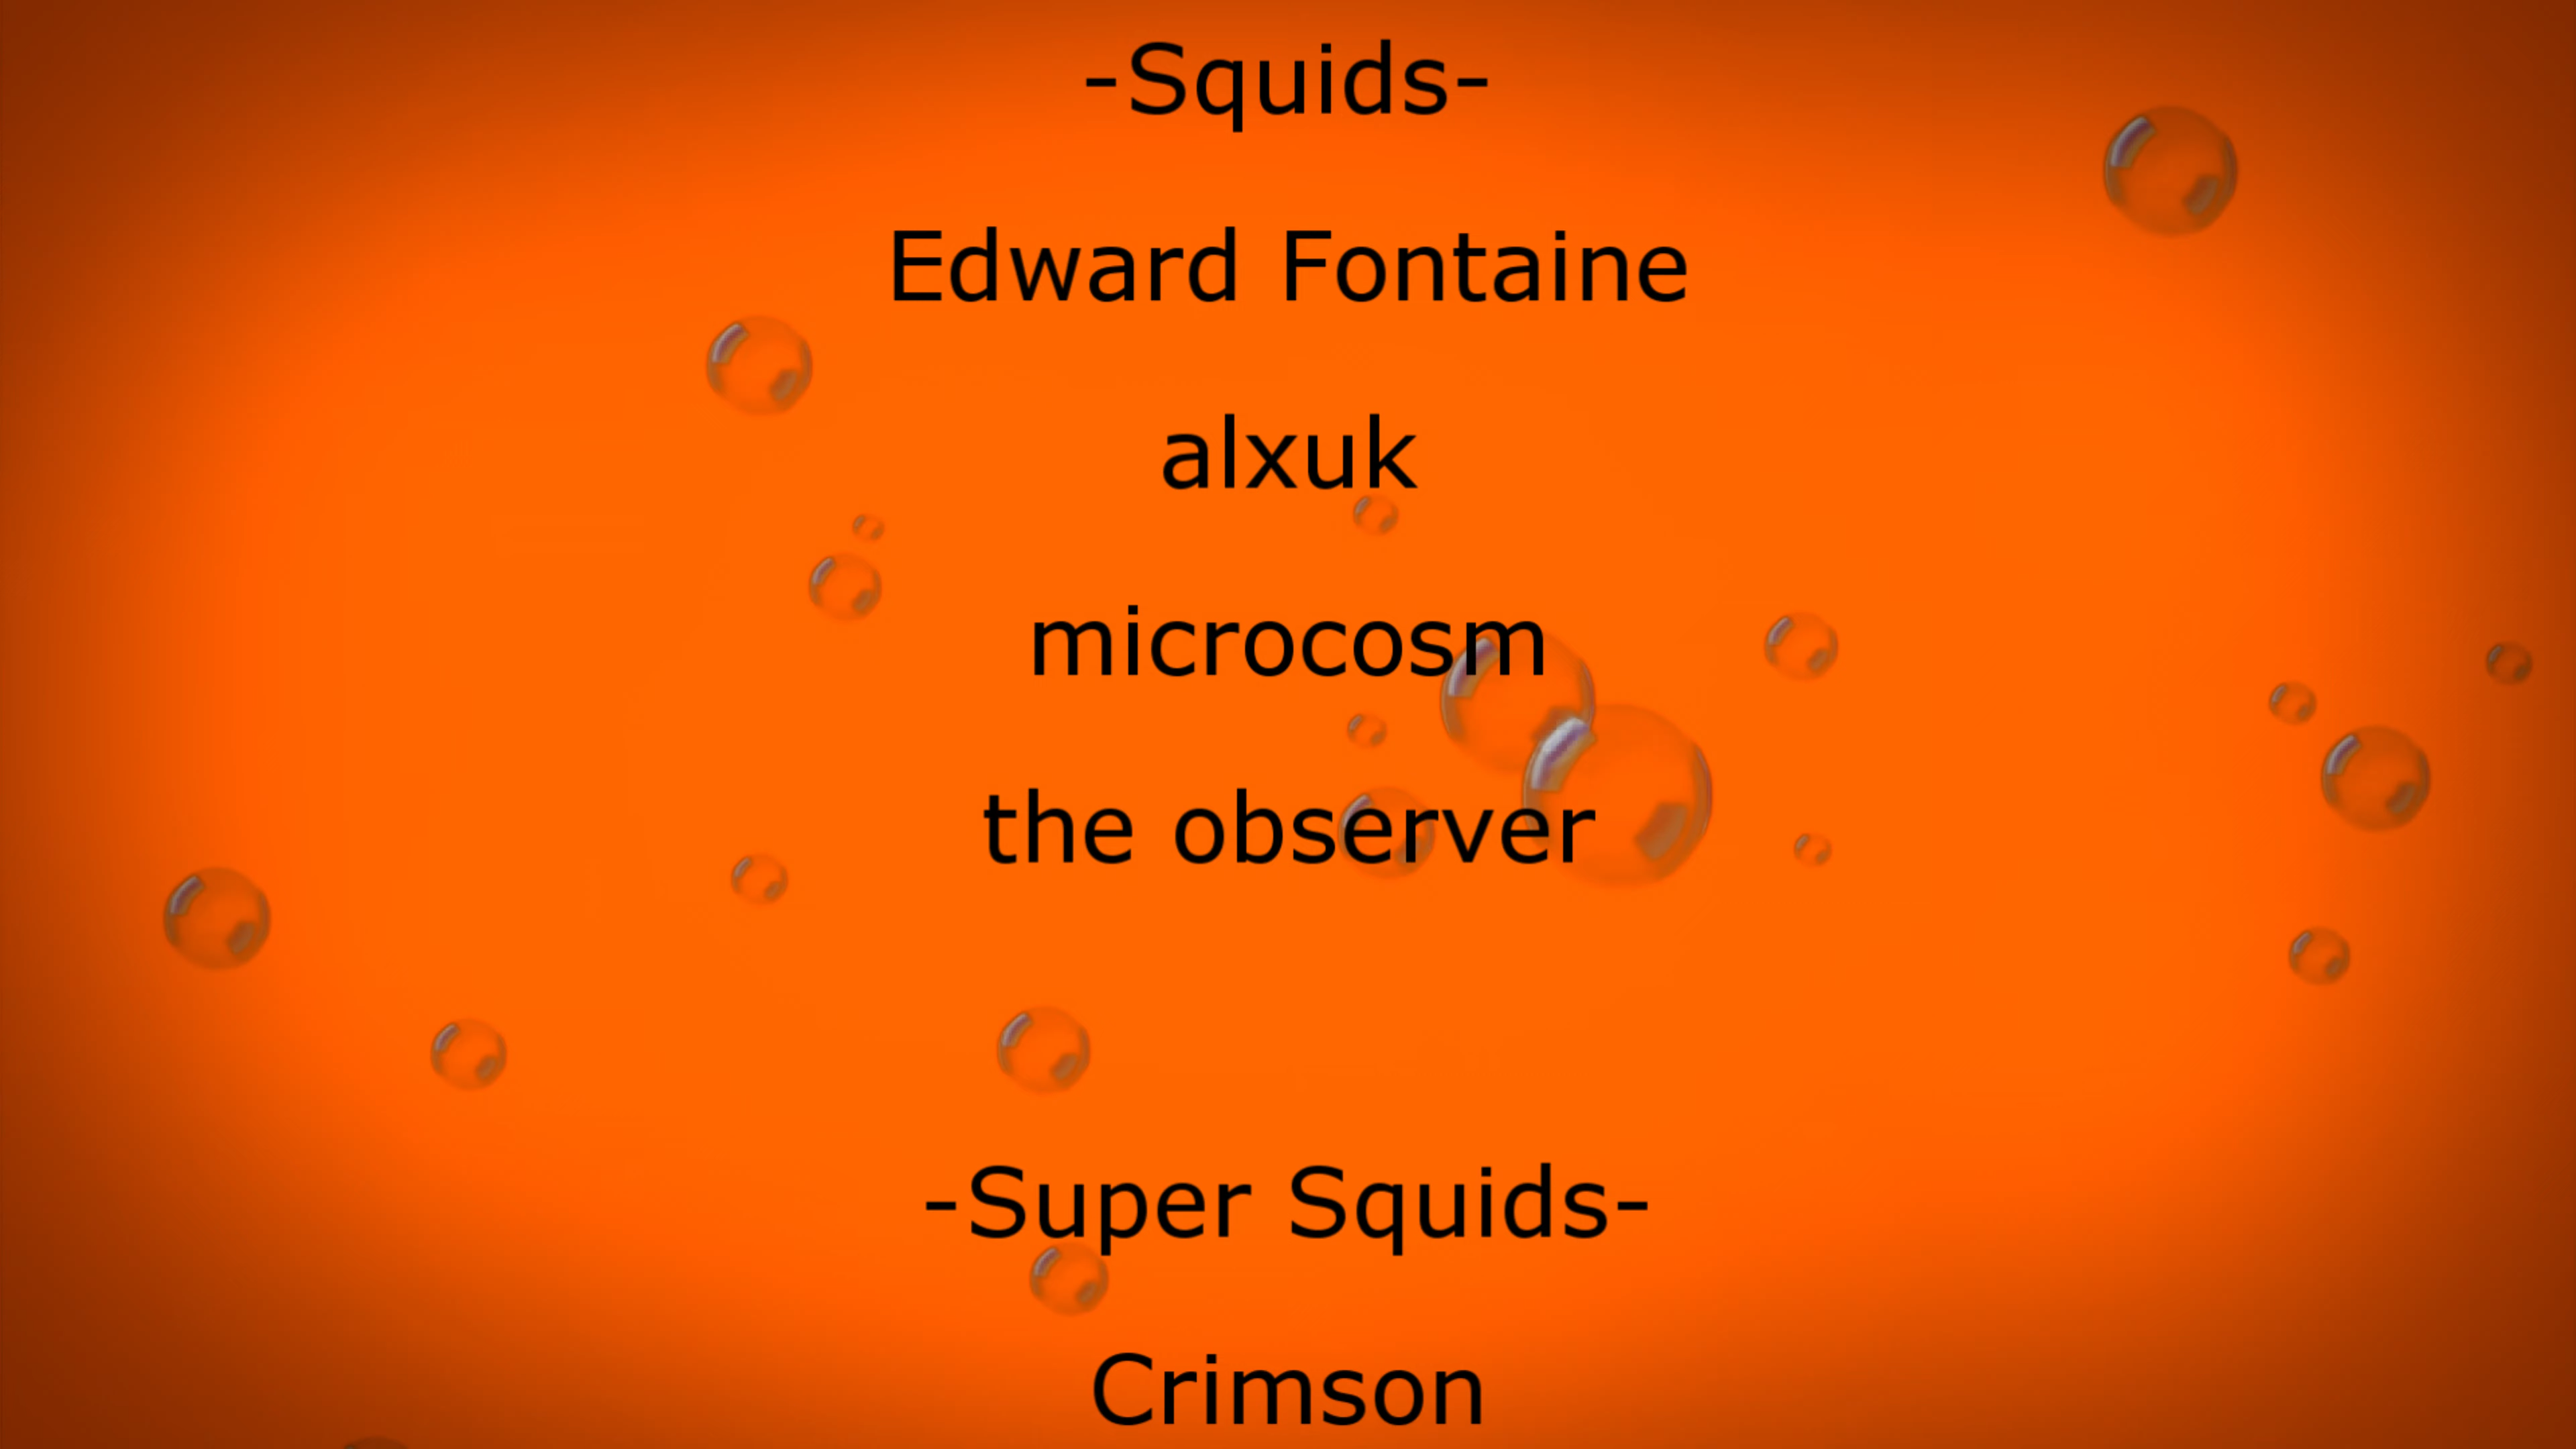 -Squids-
Edward Fontaine
alxuk
microcosm
the observer
-Super Squids-
Crimson